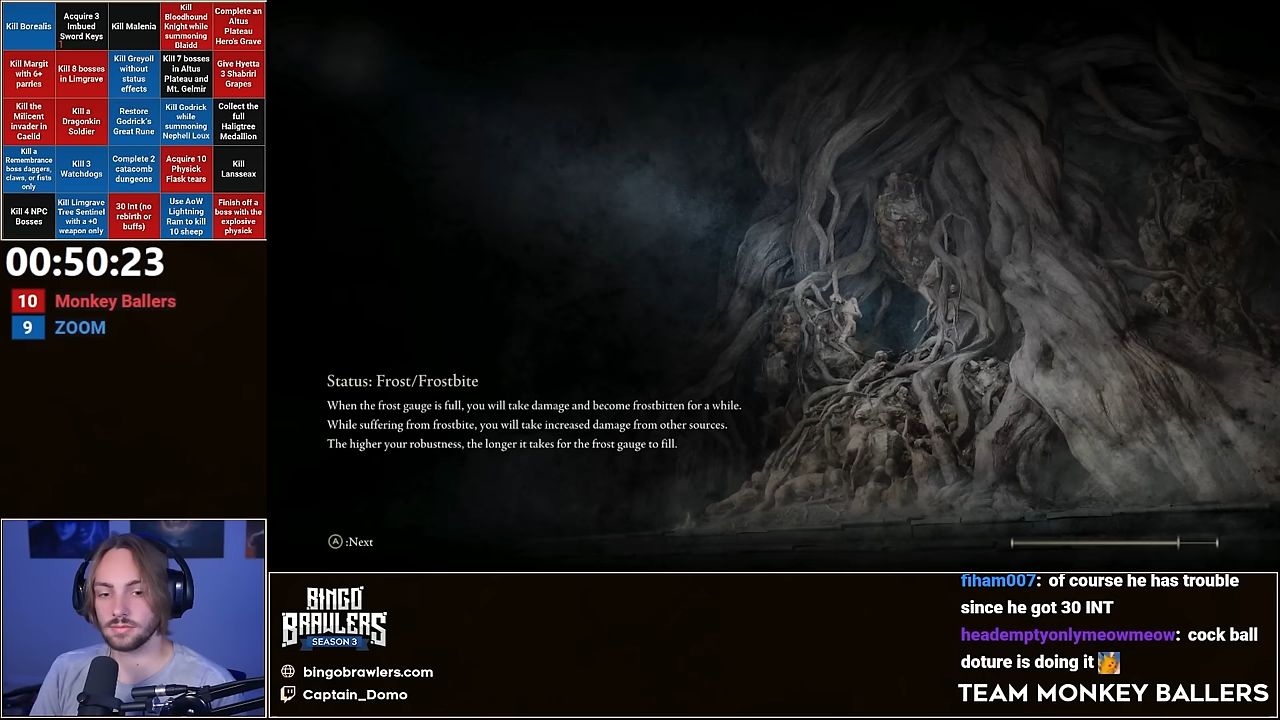 Kill Borealis
Acquire 3
Imbued
Sword Keys
1
Kill Malenia
Kill
Bloodhound
Knight while
summoning
Blaidd
Complete an
Altus
Plateau
Hero's Grave
Kill Margit
with 6+
parries
Kill 8 bosses
in Limgrave
Kill Greyoll
without
status
effects
Kill 7 bosses
in Altus
Plateau and
Mt. Gelmir
Give Hyetta
3 Shabriri
Grapes
Kill the
Milicent
invader in
Caelid
Kill a
Dragonkin
Soldier
Restore
Godrick's
Great Rune
Kill Godrick
while
summoning
Nephell Loux
Collect the
full
Haligtree
Medallion
Kill a
Remembrance
boss daggers,
claws, or fists
only
Kill 3
Watchdogs
Complete 2
catacomb
dungeons
Acquire 10
Physick
Flask tears
Kill
Lansseax
Kill 4 NPC
Bosses
Kill Limgrave
Tree Sentinel
with a +0
weapon only
30 Int (no
rebirth or
buffs)
Use AoW
Lightning
Ram to kill
10 sheep
Finish off a
boss with the
explosive
physick
00:50:23
10 Monkey Ballers
9 ZOOM
Status: Frost/Frostbite
When the frost gauge is full, you will take damage and become frostbitten for a while.
While suffering from frostbite, you will take increased damage from other sources.
The higher your robustness, the longer it takes for the frost gauge to fill.
A :Next
BINGO
BRAWLERS
SEASON 3
bingobrawlers.com
Captain_Domo
fiham007: of course he has trouble
since he got 30 INT
heademptyonlymeowmeow: cock ball
doture is doing it
TEAM MONKEY BALLERS